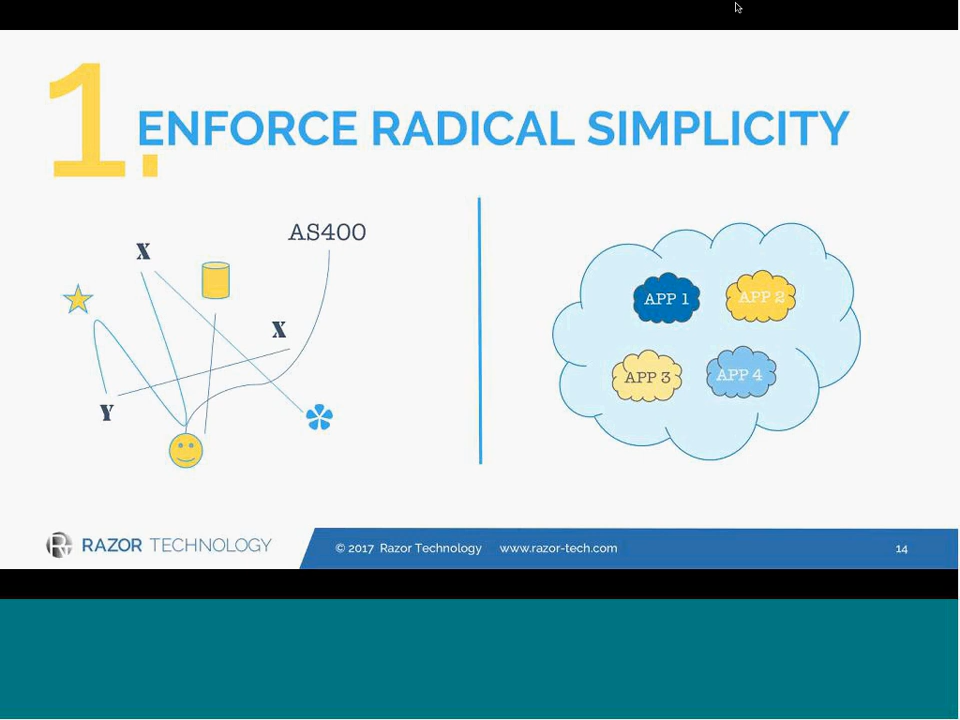 1.
ENFORCE RADICAL SIMPLICITY
AS400
X
X
Y
APP 1
APP 2
APP 3
APP 4
RAZOR TECHNOLOGY
© 2017 Razor Technology www.razor-tech.com
14